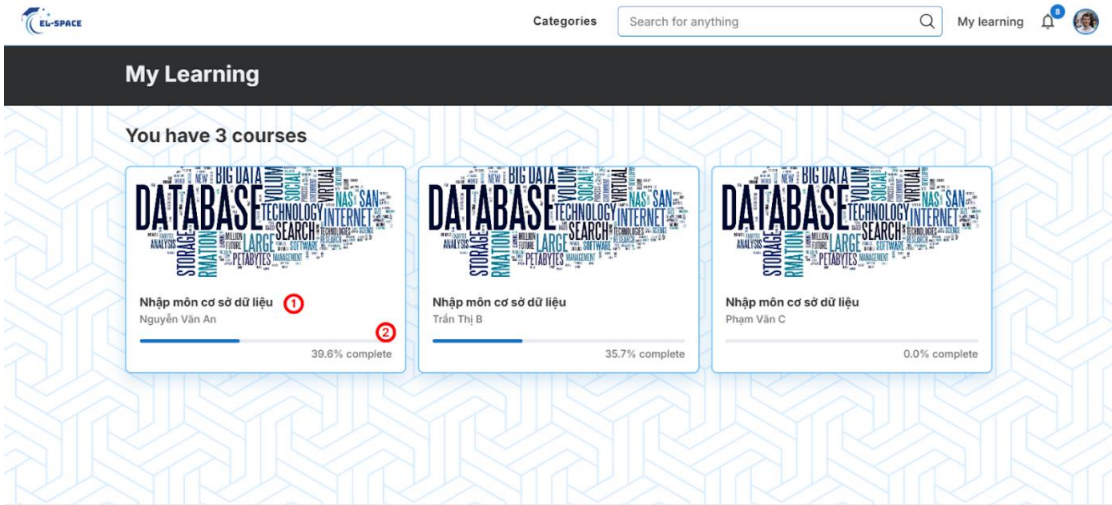 EL-SPACE
Categories
Search for anything
My learning
8
My Learning
You have 3 courses
BIG DATA
DATABASE
TECHNOLOGY
INTERNET
SEARCH
NAS
SAN
VOLUM
SOCIAL
VIRTUAL
NEW
ANALYSIS
STORAGE
RMATION
MILLION
FUTURE
LARGE
SOFTWARE
PETABYTES
MANAGEMENT
BIG DATA
DATABASE
TECHNOLOGY
INTERNET
SEARCH
NAS
SAN
VOLUM
SOCIAL
VIRTUAL
NEW
ANALYSIS
STORAGE
RMATION
MILLION
FUTURE
LARGE
SOFTWARE
PETABYTES
MANAGEMENT
BIG DATA
DATABASE
TECHNOLOGY
INTERNET
SEARCH
NAS
SAN
VOLUM
SOCIAL
VIRTUAL
NEW
ANALYSIS
STORAGE
RMATION
MILLION
FUTURE
LARGE
SOFTWARE
PETABYTES
MANAGEMENT
Nhập môn cơ sở dữ liệu 1
Nguyễn Văn An
2
39.6% complete
Nhập môn cơ sở dữ liệu
Trần Thị B
35.7% complete
Nhập môn cơ sở dữ liệu
Phạm Văn C
0.0% complete